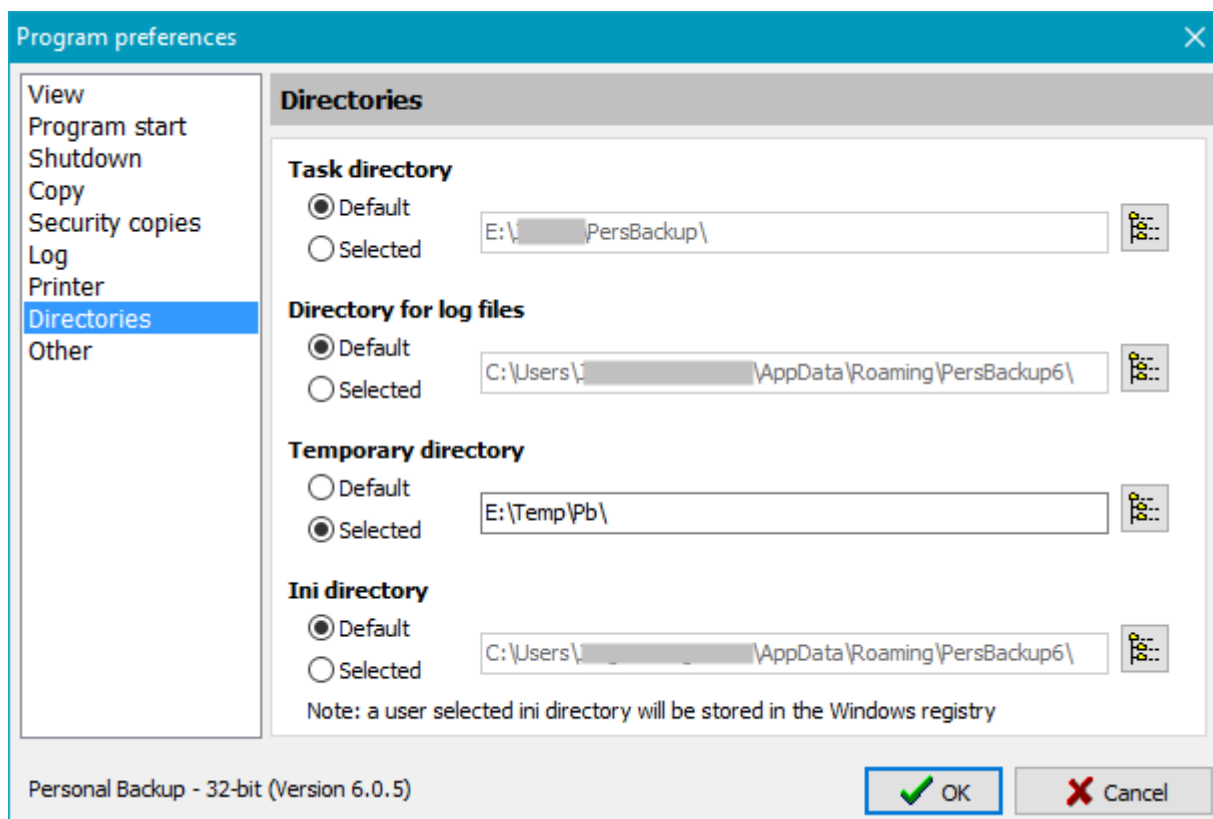 Program preferences
View
Program start
Shutdown
Copy
Security copies
Log
Printer
Directories
Other
Directories
Task directory
Default
Selected
E:\ \PersBackup\
Directory for log files
Default
Selected
C:\Users\ \AppData\Roaming\PersBackup6\
Temporary directory
Default
Selected
E:\Temp\Pb\
Ini directory
Default
Selected
C:\Users\ \AppData\Roaming\PersBackup6\
Note: a user selected ini directory will be stored in the Windows registry
Personal Backup - 32-bit (Version 6.0.5)
OK
Cancel